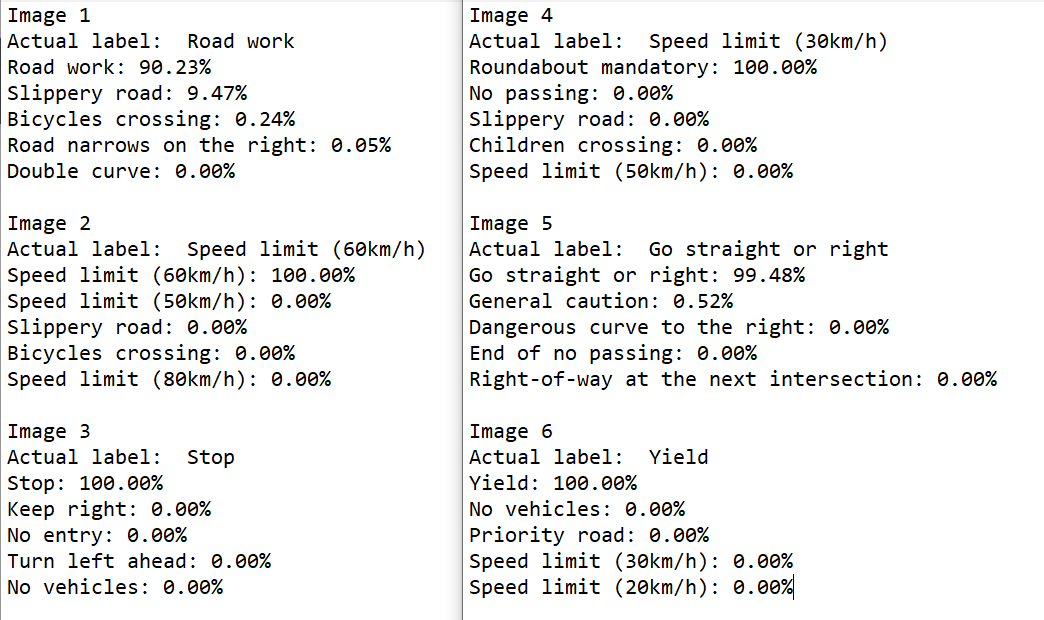 Image 1
Actual label:  Road work
Road work: 90.23%
Slippery road: 9.47%
Bicycles crossing: 0.24%
Road narrows on the right: 0.05%
Double curve: 0.00%
Image 2
Actual label:  Speed limit (60km/h)
Speed limit (60km/h): 100.00%
Speed limit (50km/h): 0.00%
Slippery road: 0.00%
Bicycles crossing: 0.00%
Speed limit (80km/h): 0.00%
Image 3
Actual label:  Stop
Stop: 100.00%
Keep right: 0.00%
No entry: 0.00%
Turn left ahead: 0.00%
No vehicles: 0.00%
Image 4
Actual label:  Speed limit (30km/h)
Roundabout mandatory: 100.00%
No passing: 0.00%
Slippery road: 0.00%
Children crossing: 0.00%
Speed limit (50km/h): 0.00%
Image 5
Actual label:  Go straight or right
Go straight or right: 99.48%
General caution: 0.52%
Dangerous curve to the right: 0.00%
End of no passing: 0.00%
Right-of-way at the next intersection: 0.00%
Image 6
Actual label:  Yield
Yield: 100.00%
No vehicles: 0.00%
Priority road: 0.00%
Speed limit (30km/h): 0.00%
Speed limit (20km/h): 0.00%